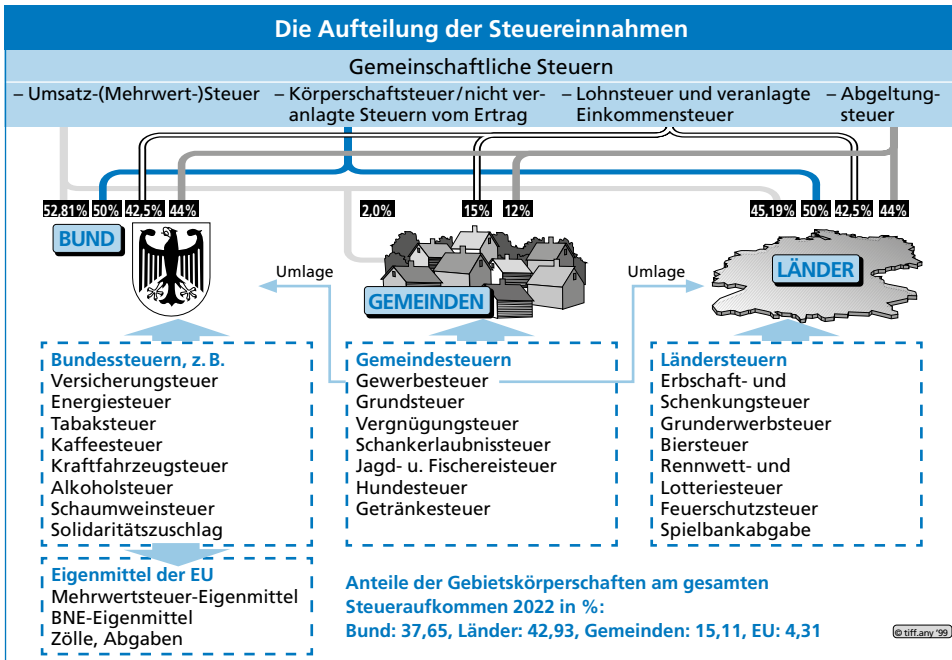 Die Aufteilung der Steuereinnahmen
Gemeinschaftliche Steuern
– Umsatz-(Mehrwert-)Steuer
– Körperschaftsteuer/nicht ver-
anlagte Steuern vom Ertrag
– Lohnsteuer und veranlagte
Einkommensteuer
– Abgeltung-
steuer
52,81% 50% 42,5% 44%
2,0% 15% 12%
45,19% 50% 42,5% 44%
BUND
GEMEINDEN
LÄNDER
Umlage
Umlage
Bundessteuern, z. B.
Versicherungsteuer
Energiesteuer
Tabaksteuer
Kaffeesteuer
Kraftfahrzeugsteuer
Alkoholsteuer
Schaumweinsteuer
Solidaritätszuschlag
Gemeindesteuern
Gewerbesteuer
Grundsteuer
Vergnügungsteuer
Schankerlaubnissteuer
Jagd- u. Fischereisteuer
Hundesteuer
Getränkesteuer
Ländersteuern
Erbschaft- und
Schenkungsteuer
Grunderwerbsteuer
Biersteuer
Rennwett- und
Lotteriesteuer
Feuerschutzsteuer
Spielbankabgabe
Eigenmittel der EU
Mehrwertsteuer-Eigenmittel
BNE-Eigenmittel
Zölle, Abgaben
Anteile der Gebietskörperschaften am gesamten
Steueraufkommen 2022 in %:
Bund: 37,65, Länder: 42,93, Gemeinden: 15,11, EU: 4,31
© tiff.any '99